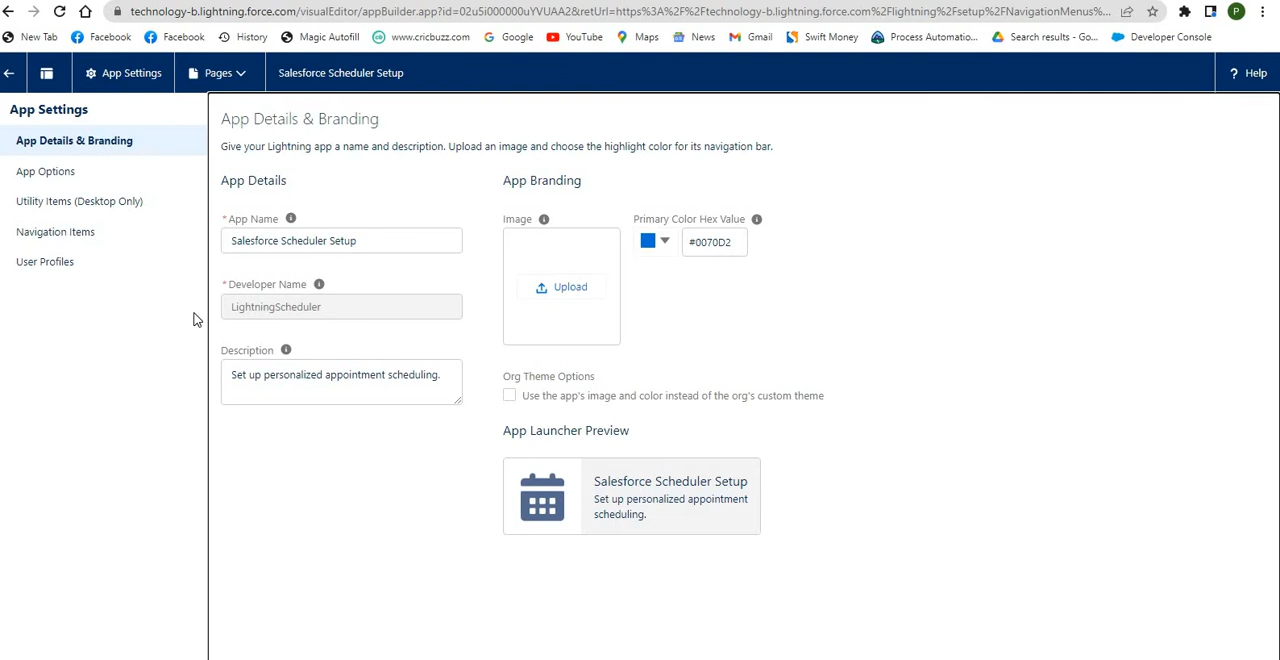 technology-b.lightning.force.com/visualEditor/appBuilder.app?id=02u5i000000uYVUAA2&retUrl=https%3A%2F%2Ftechnology-b.lightning.force.com%2Flightning%2Fsetup%2FNavigationMenus%...
P
New Tab
Facebook
Facebook
History
Magic Autofill
www.cricbuzz.com
Google
YouTube
Maps
News
Gmail
Swift Money
Process Automatio...
Search results - Go...
Developer Console
App Settings
Pages
Salesforce Scheduler Setup
? Help
App Settings
App Details & Branding
App Options
Utility Items (Desktop Only)
Navigation Items
User Profiles
App Details & Branding
Give your Lightning app a name and description. Upload an image and choose the highlight color for its navigation bar.
App Details
*App Name
Salesforce Scheduler Setup
*Developer Name
LightningScheduler
Description
Set up personalized appointment scheduling.
App Branding
Image
Upload
Primary Color Hex Value
#0070D2
Org Theme Options
Use the app's image and color instead of the org's custom theme
App Launcher Preview
Salesforce Scheduler Setup
Set up personalized appointment
scheduling.